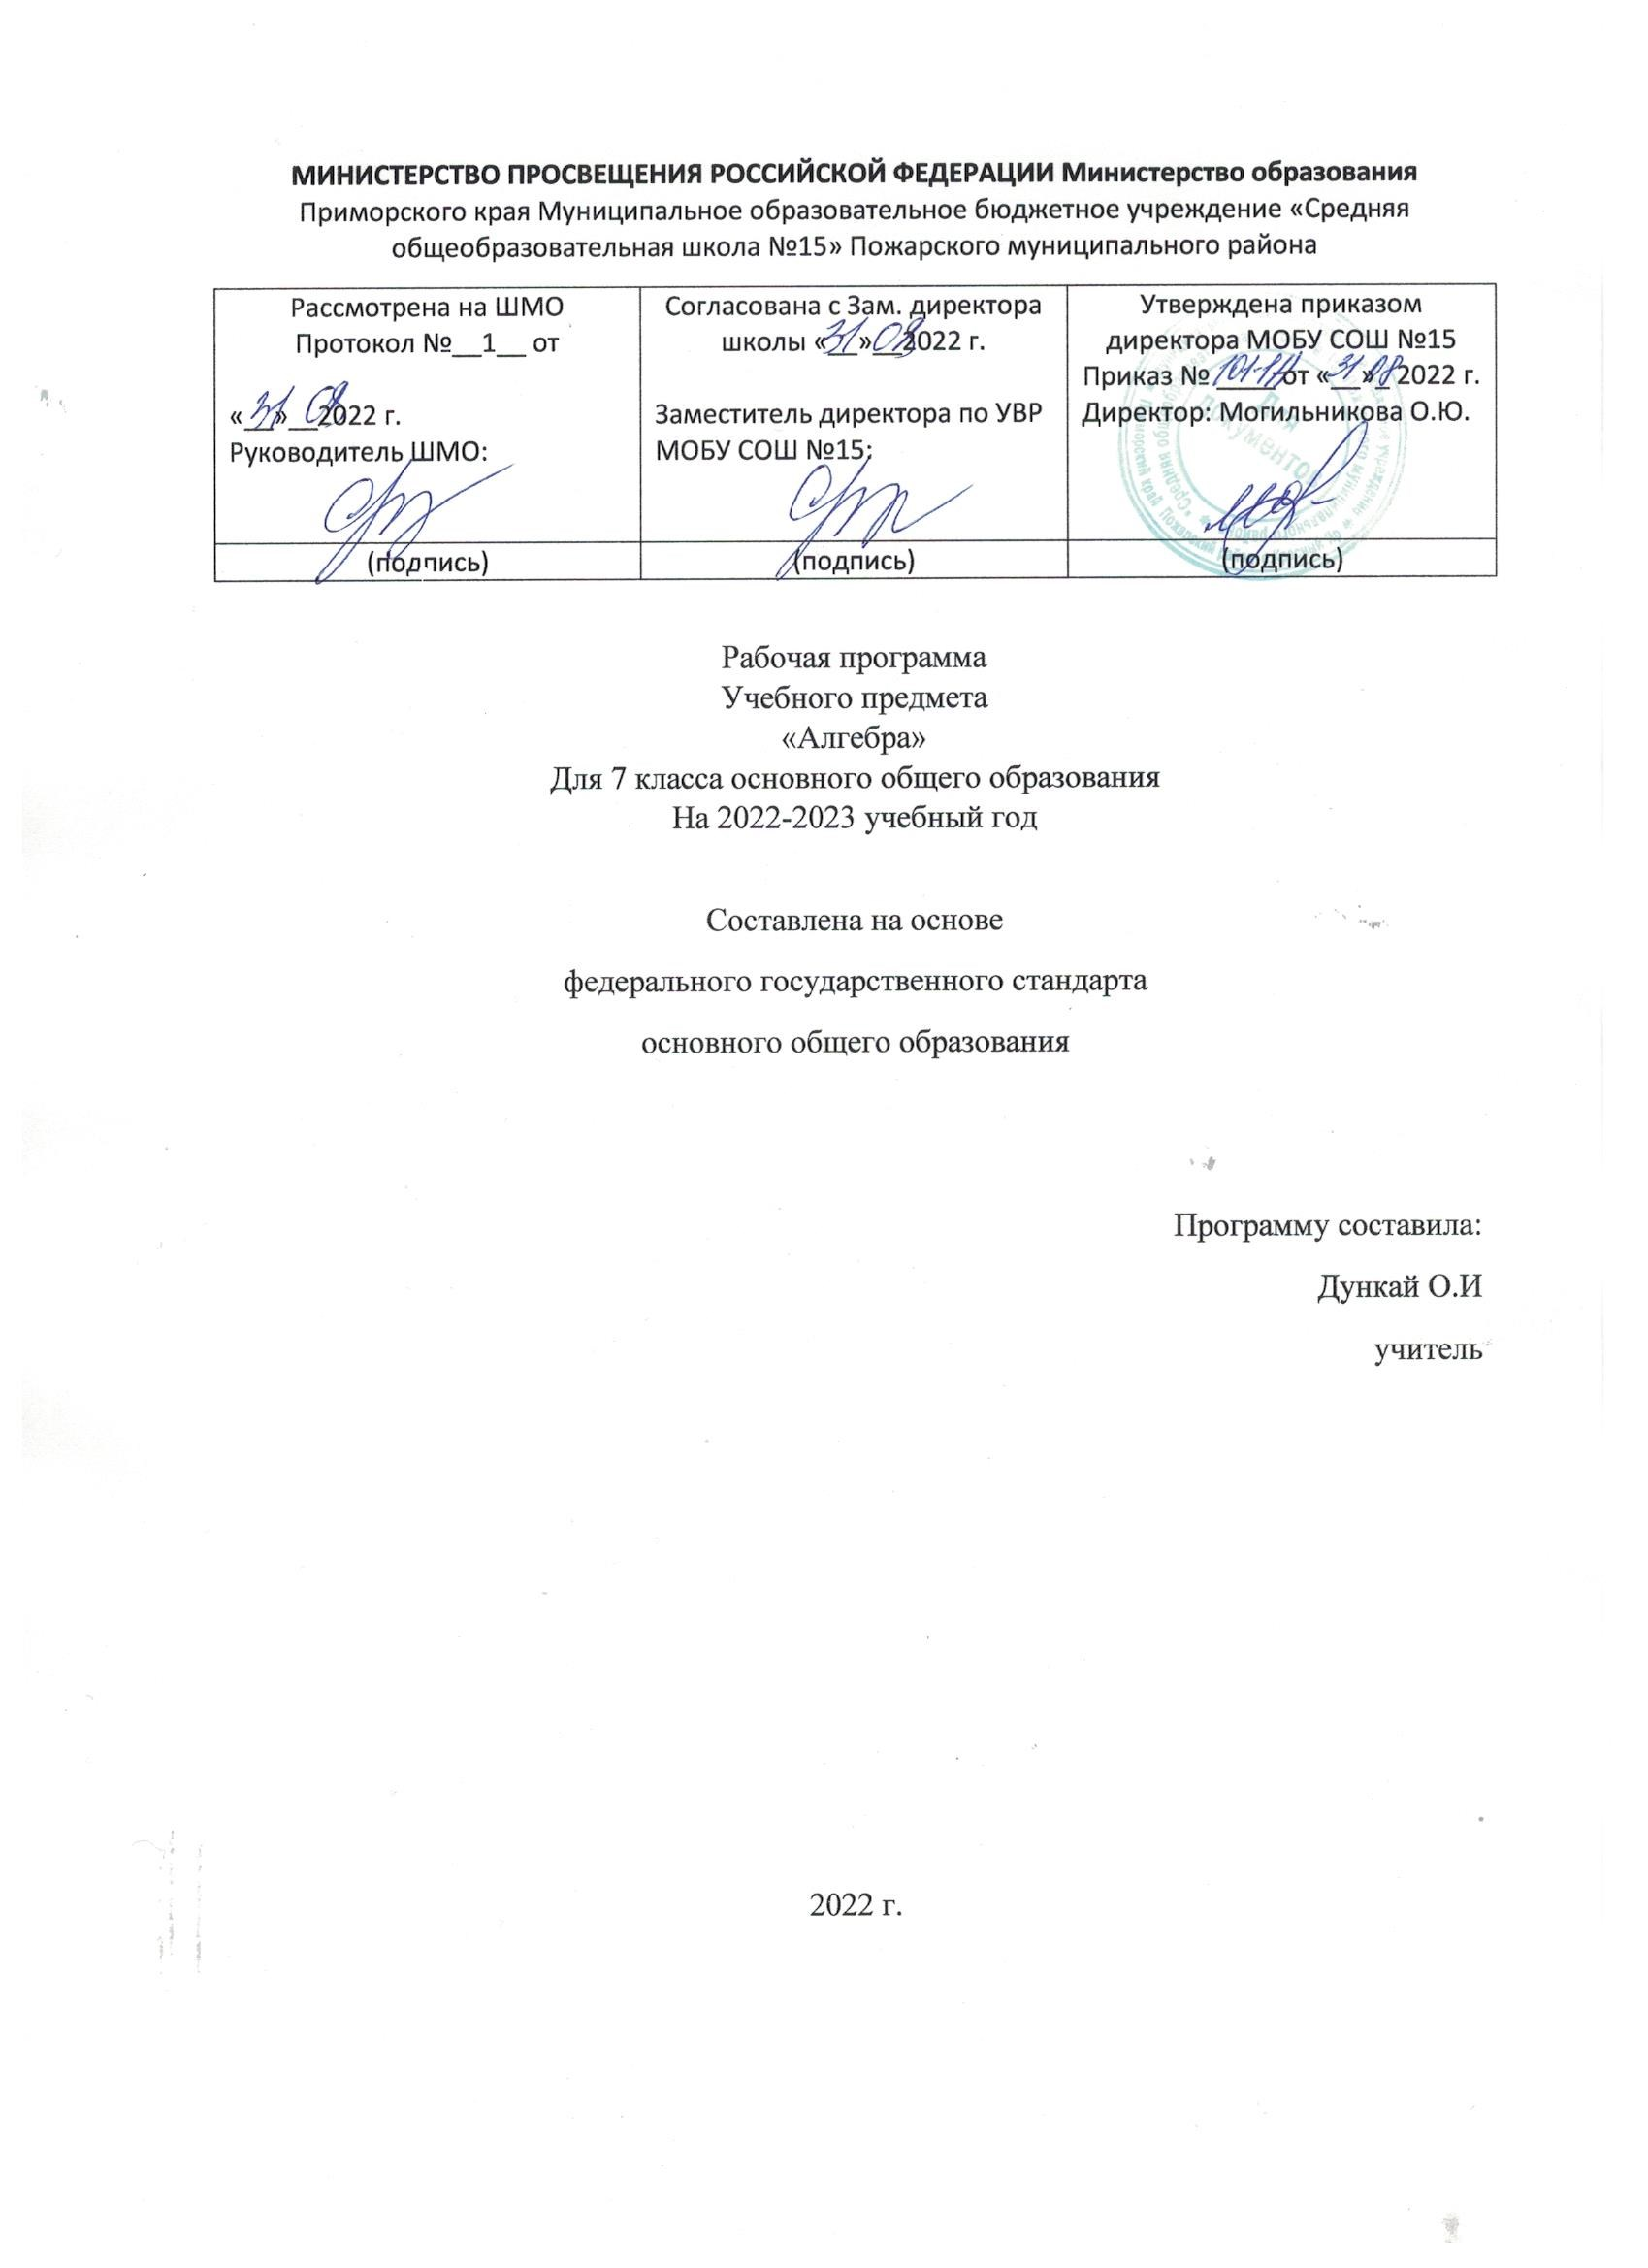 МИНИСТЕРСТВО ПРОСВЕЩЕНИЯ РОССИЙСКОЙ ФЕДЕРАЦИИ Министерство образования
Приморского края Муниципальное образовательное бюджетное учреждение «Средняя
общеобразовательная школа №15» Пожарского муниципального района
Рассмотрена на ШМО
Протокол №__1__ от
«31» 08 2022 г.
Руководитель ШМО:
(подпись)
Согласована с Зам. директора
школы «31» 08 2022 г.
Заместитель директора по УВР
МОБУ СОШ №15:
(подпись)
Утверждена приказом
директора МОБУ СОШ №15
Приказ № от «31» 08 2022 г.
Директор: Могильникова О.Ю.
Для
документов
(подпись)
Рабочая программа
Учебного предмета
«Алгебра»
Для 7 класса основного общего образования
На 2022-2023 учебный год
Составлена на основе
федерального государственного стандарта
основного общего образования
Программу составила:
Дункай О.И
учитель
2022 г.